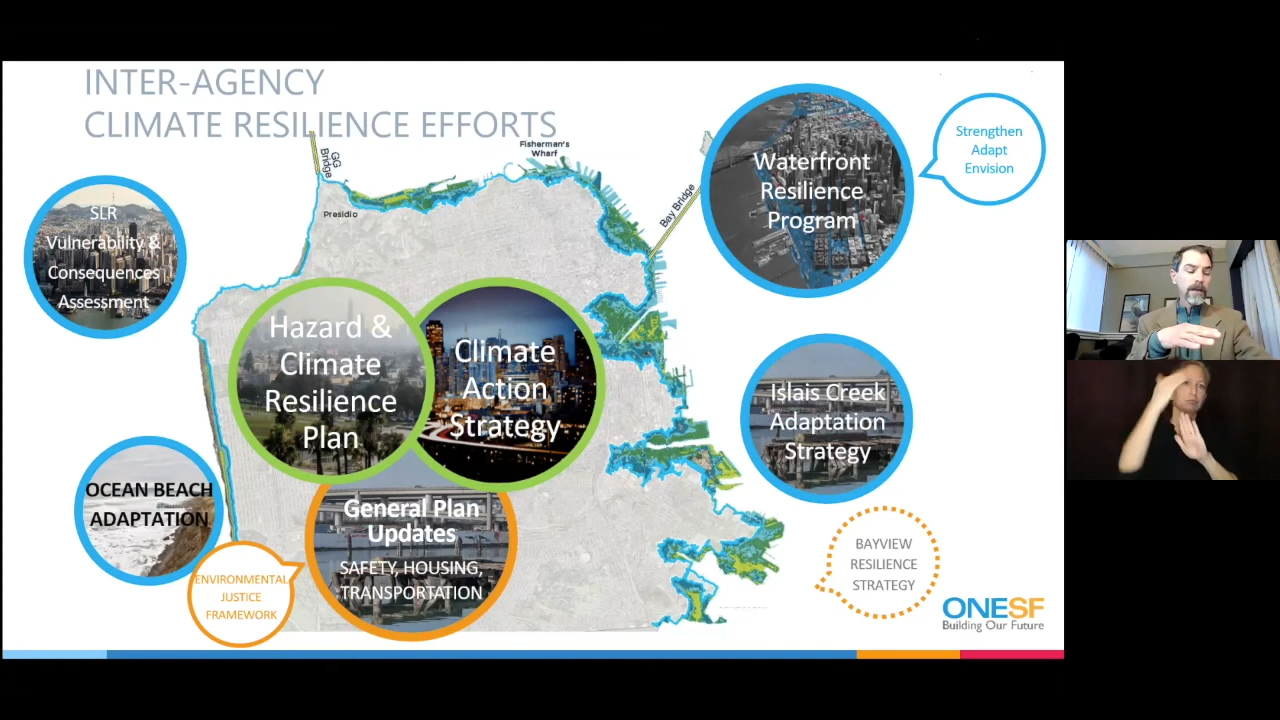 INTER-AGENCY
CLIMATE RESILIENCE EFFORTS
GG
Bridge
Fisherman's
Wharf
Presidio
Bay Bridge
Waterfront
Resilience
Program
Strengthen
Adapt
Envision
SLR
Vulnerability &
Consequences
Assessment
Hazard &
Climate
Resilience
Plan
Climate
Action
Strategy
Islais Creek
Adaptation
Strategy
OCEAN BEACH
ADAPTATION
General Plan
Updates
SAFETY, HOUSING,
TRANSPORTATION
ENVIRONMENTAL
JUSTICE
FRAMEWORK
BAYVIEW
RESILIENCE
STRATEGY
ONESF
Building Our Future